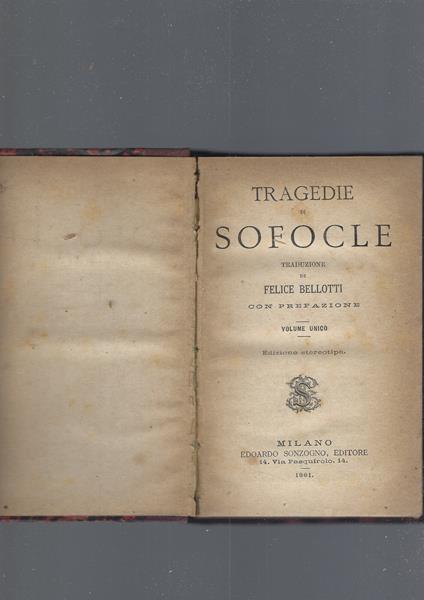 TRAGEDIE
DI
SOFOCLE
TRADUZIONE
DI
FELICE BELLOTTI
CON PREFAZIONE
VOLUME UNICO
Edizione stereotipa.
MILANO
EDOARDO SONZOGNO, EDITORE
14. Via Pasquirolo. 14.
1881.